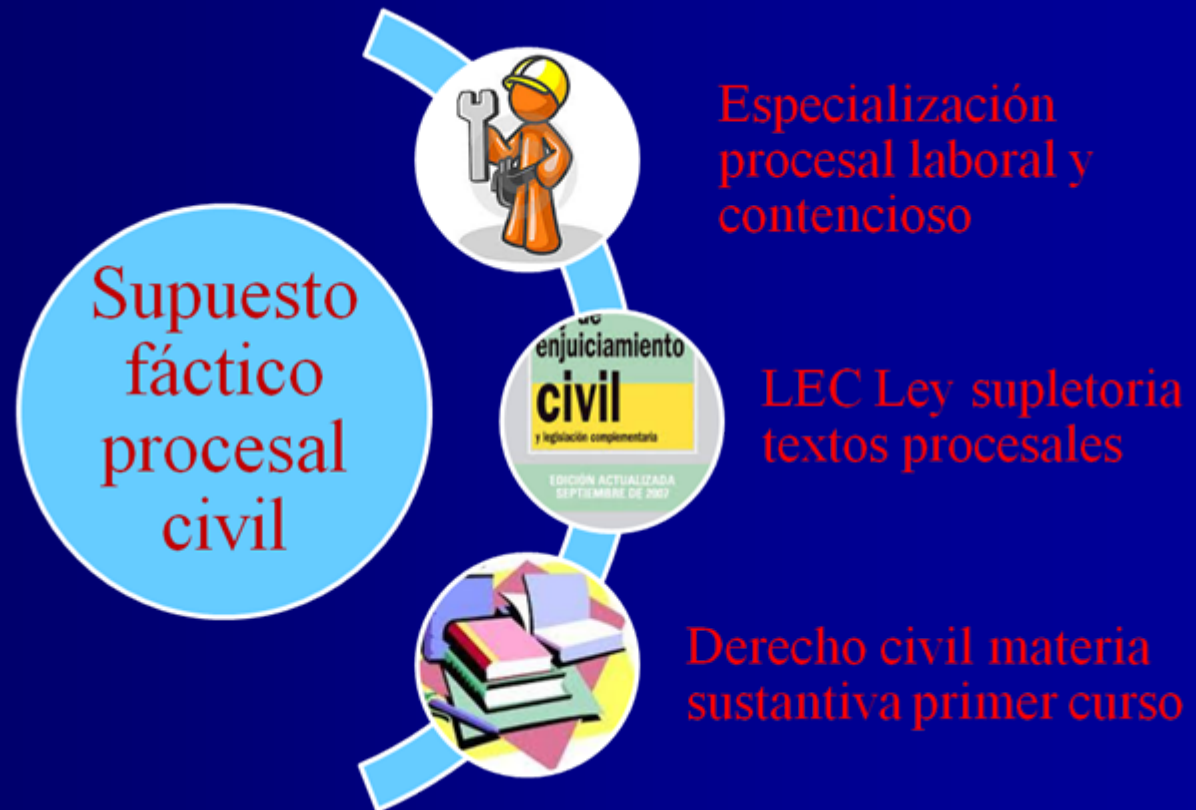 Supuesto
fáctico
procesal
civil
Especialización
procesal laboral y
contencioso
de
enjuiciamiento
civil
y legislación complementaria
EDICIÓN ACTUALIZADA
SEPTIEMBRE DE 2007
LEC Ley supletoria
textos procesales
Derecho civil materia
sustantiva primer curso